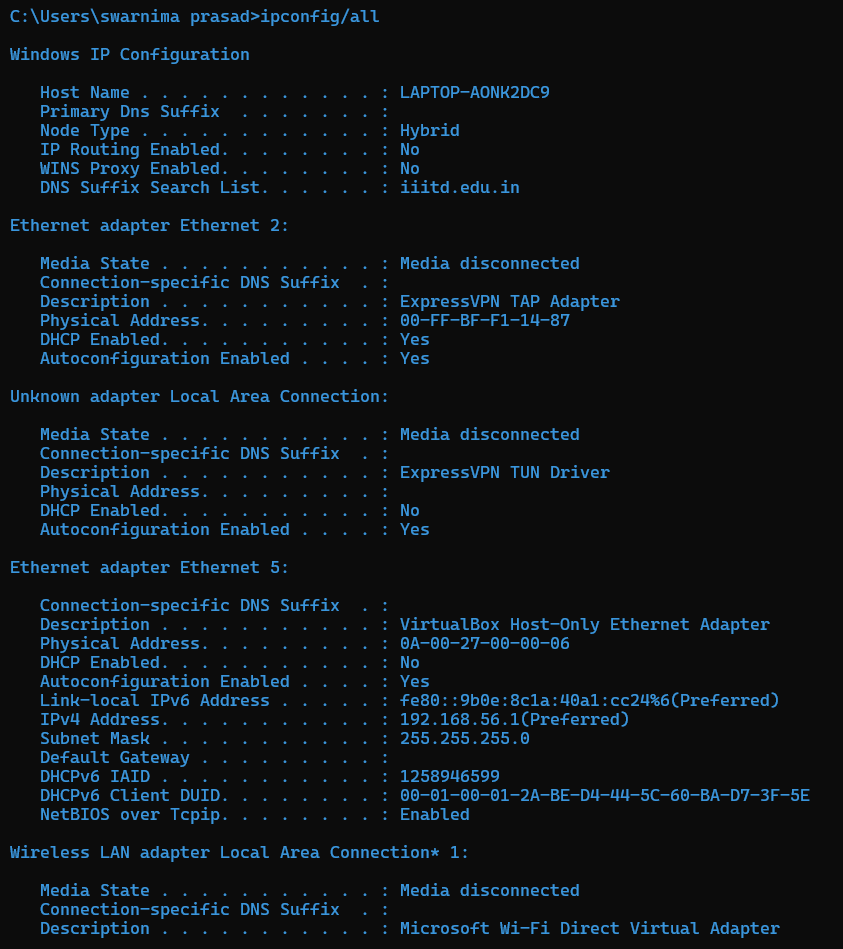 C:\Users\swarnima prasad>ipconfig/all
Windows IP Configuration
Host Name . . . . . . . . . . . . : LAPTOP-AONK2DC9
Primary Dns Suffix  . . . . . . . :
Node Type . . . . . . . . . . . . : Hybrid
IP Routing Enabled. . . . . . . . : No
WINS Proxy Enabled. . . . . . . . : No
DNS Suffix Search List. . . . . . : iiitd.edu.in
Ethernet adapter Ethernet 2:
Media State . . . . . . . . . . . : Media disconnected
Connection-specific DNS Suffix  . :
Description . . . . . . . . . . . : ExpressVPN TAP Adapter
Physical Address. . . . . . . . . : 00-FF-BF-F1-14-87
DHCP Enabled. . . . . . . . . . . : Yes
Autoconfiguration Enabled . . . . : Yes
Unknown adapter Local Area Connection:
Media State . . . . . . . . . . . : Media disconnected
Connection-specific DNS Suffix  . :
Description . . . . . . . . . . . : ExpressVPN TUN Driver
Physical Address. . . . . . . . . :
DHCP Enabled. . . . . . . . . . . : No
Autoconfiguration Enabled . . . . : Yes
Ethernet adapter Ethernet 5:
Connection-specific DNS Suffix  . :
Description . . . . . . . . . . . : VirtualBox Host-Only Ethernet Adapter
Physical Address. . . . . . . . . : 0A-00-27-00-00-06
DHCP Enabled. . . . . . . . . . . : No
Autoconfiguration Enabled . . . . : Yes
Link-local IPv6 Address . . . . . : fe80::9b0e:8c1a:40a1:cc24%6(Preferred)
IPv4 Address. . . . . . . . . . . : 192.168.56.1(Preferred)
Subnet Mask . . . . . . . . . . . : 255.255.255.0
Default Gateway . . . . . . . . . :
DHCPv6 IAID . . . . . . . . . . . : 1258946599
DHCPv6 Client DUID. . . . . . . . : 00-01-00-01-2A-BE-D4-44-5C-60-BA-D7-3F-5E
NetBIOS over Tcpip. . . . . . . . : Enabled
Wireless LAN adapter Local Area Connection* 1:
Media State . . . . . . . . . . . : Media disconnected
Connection-specific DNS Suffix  . :
Description . . . . . . . . . . . : Microsoft Wi-Fi Direct Virtual Adapter